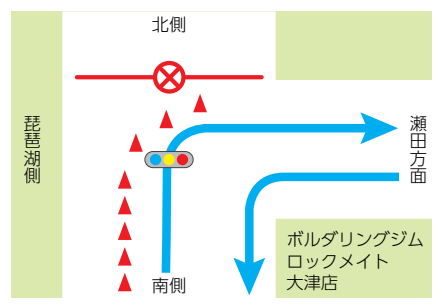 北側
琵琶湖側
瀬田方面
ボルダリングジム
ロックメイト
大津店
南側